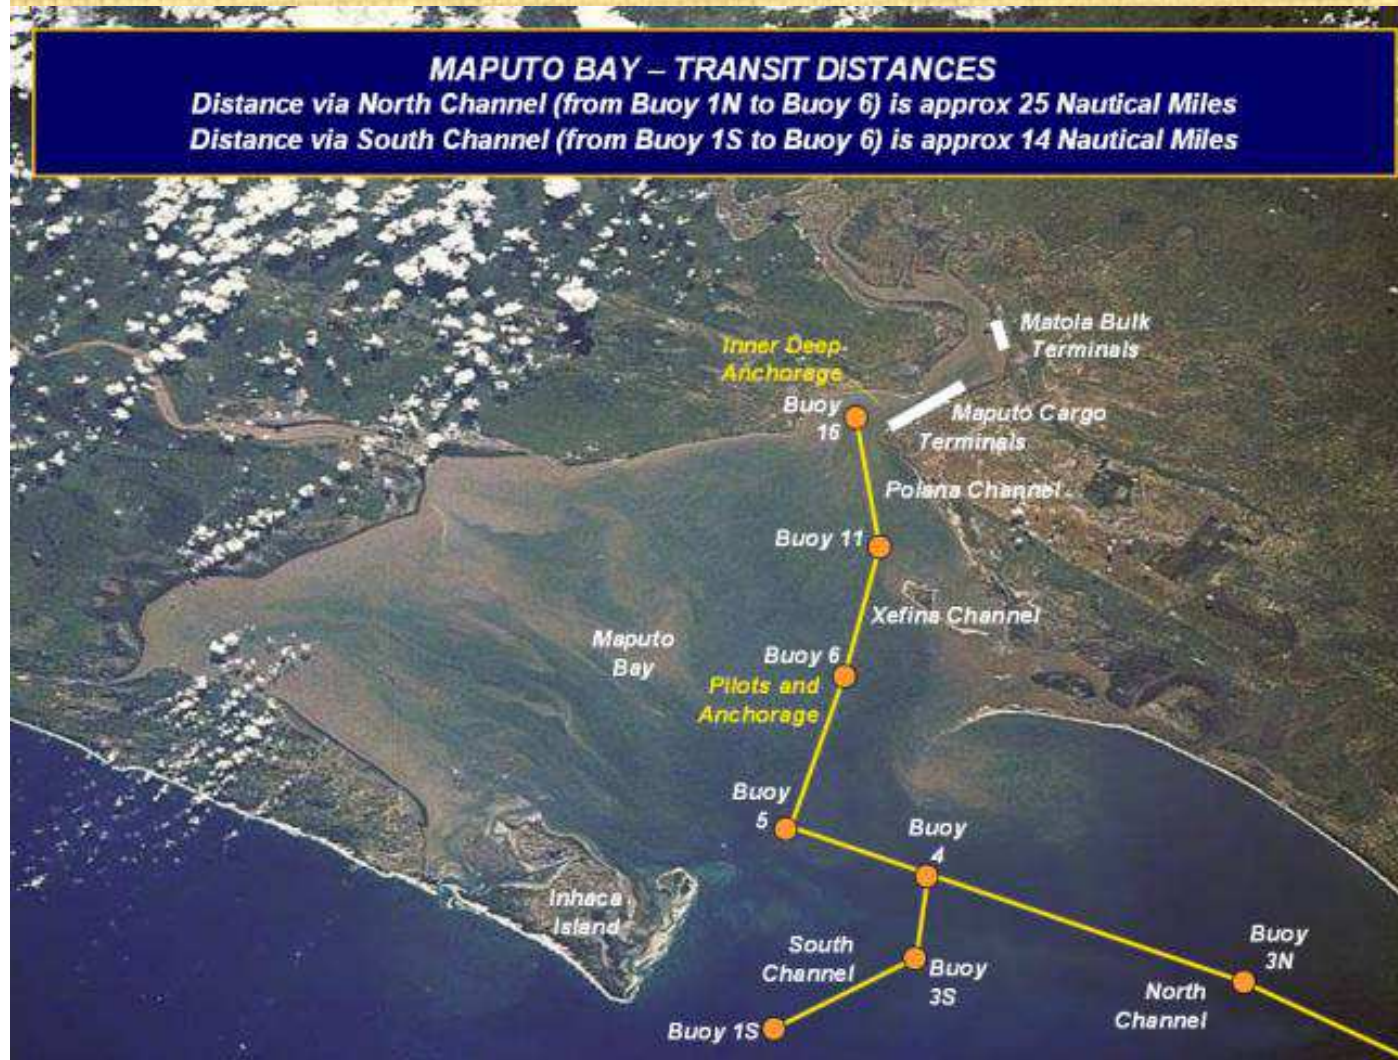 MAPUTO BAY – TRANSIT DISTANCES
Distance via North Channel (from Buoy 1N to Buoy 6) is approx 25 Nautical Miles
Distance via South Channel (from Buoy 1S to Buoy 6) is approx 14 Nautical Miles
Matola Bulk
Terminals
Inner Deep
Anchorage
Buoy
16
Maputo Cargo
Terminals
Polana Channel
Buoy 11
Xefina Channel
Maputo
Bay
Buoy 6
Pilots and
Anchorage
Buoy
5
Buoy
4
Inhaca
Island
South
Channel
Buoy
3S
Buoy
3N
North
Channel
Buoy 1S